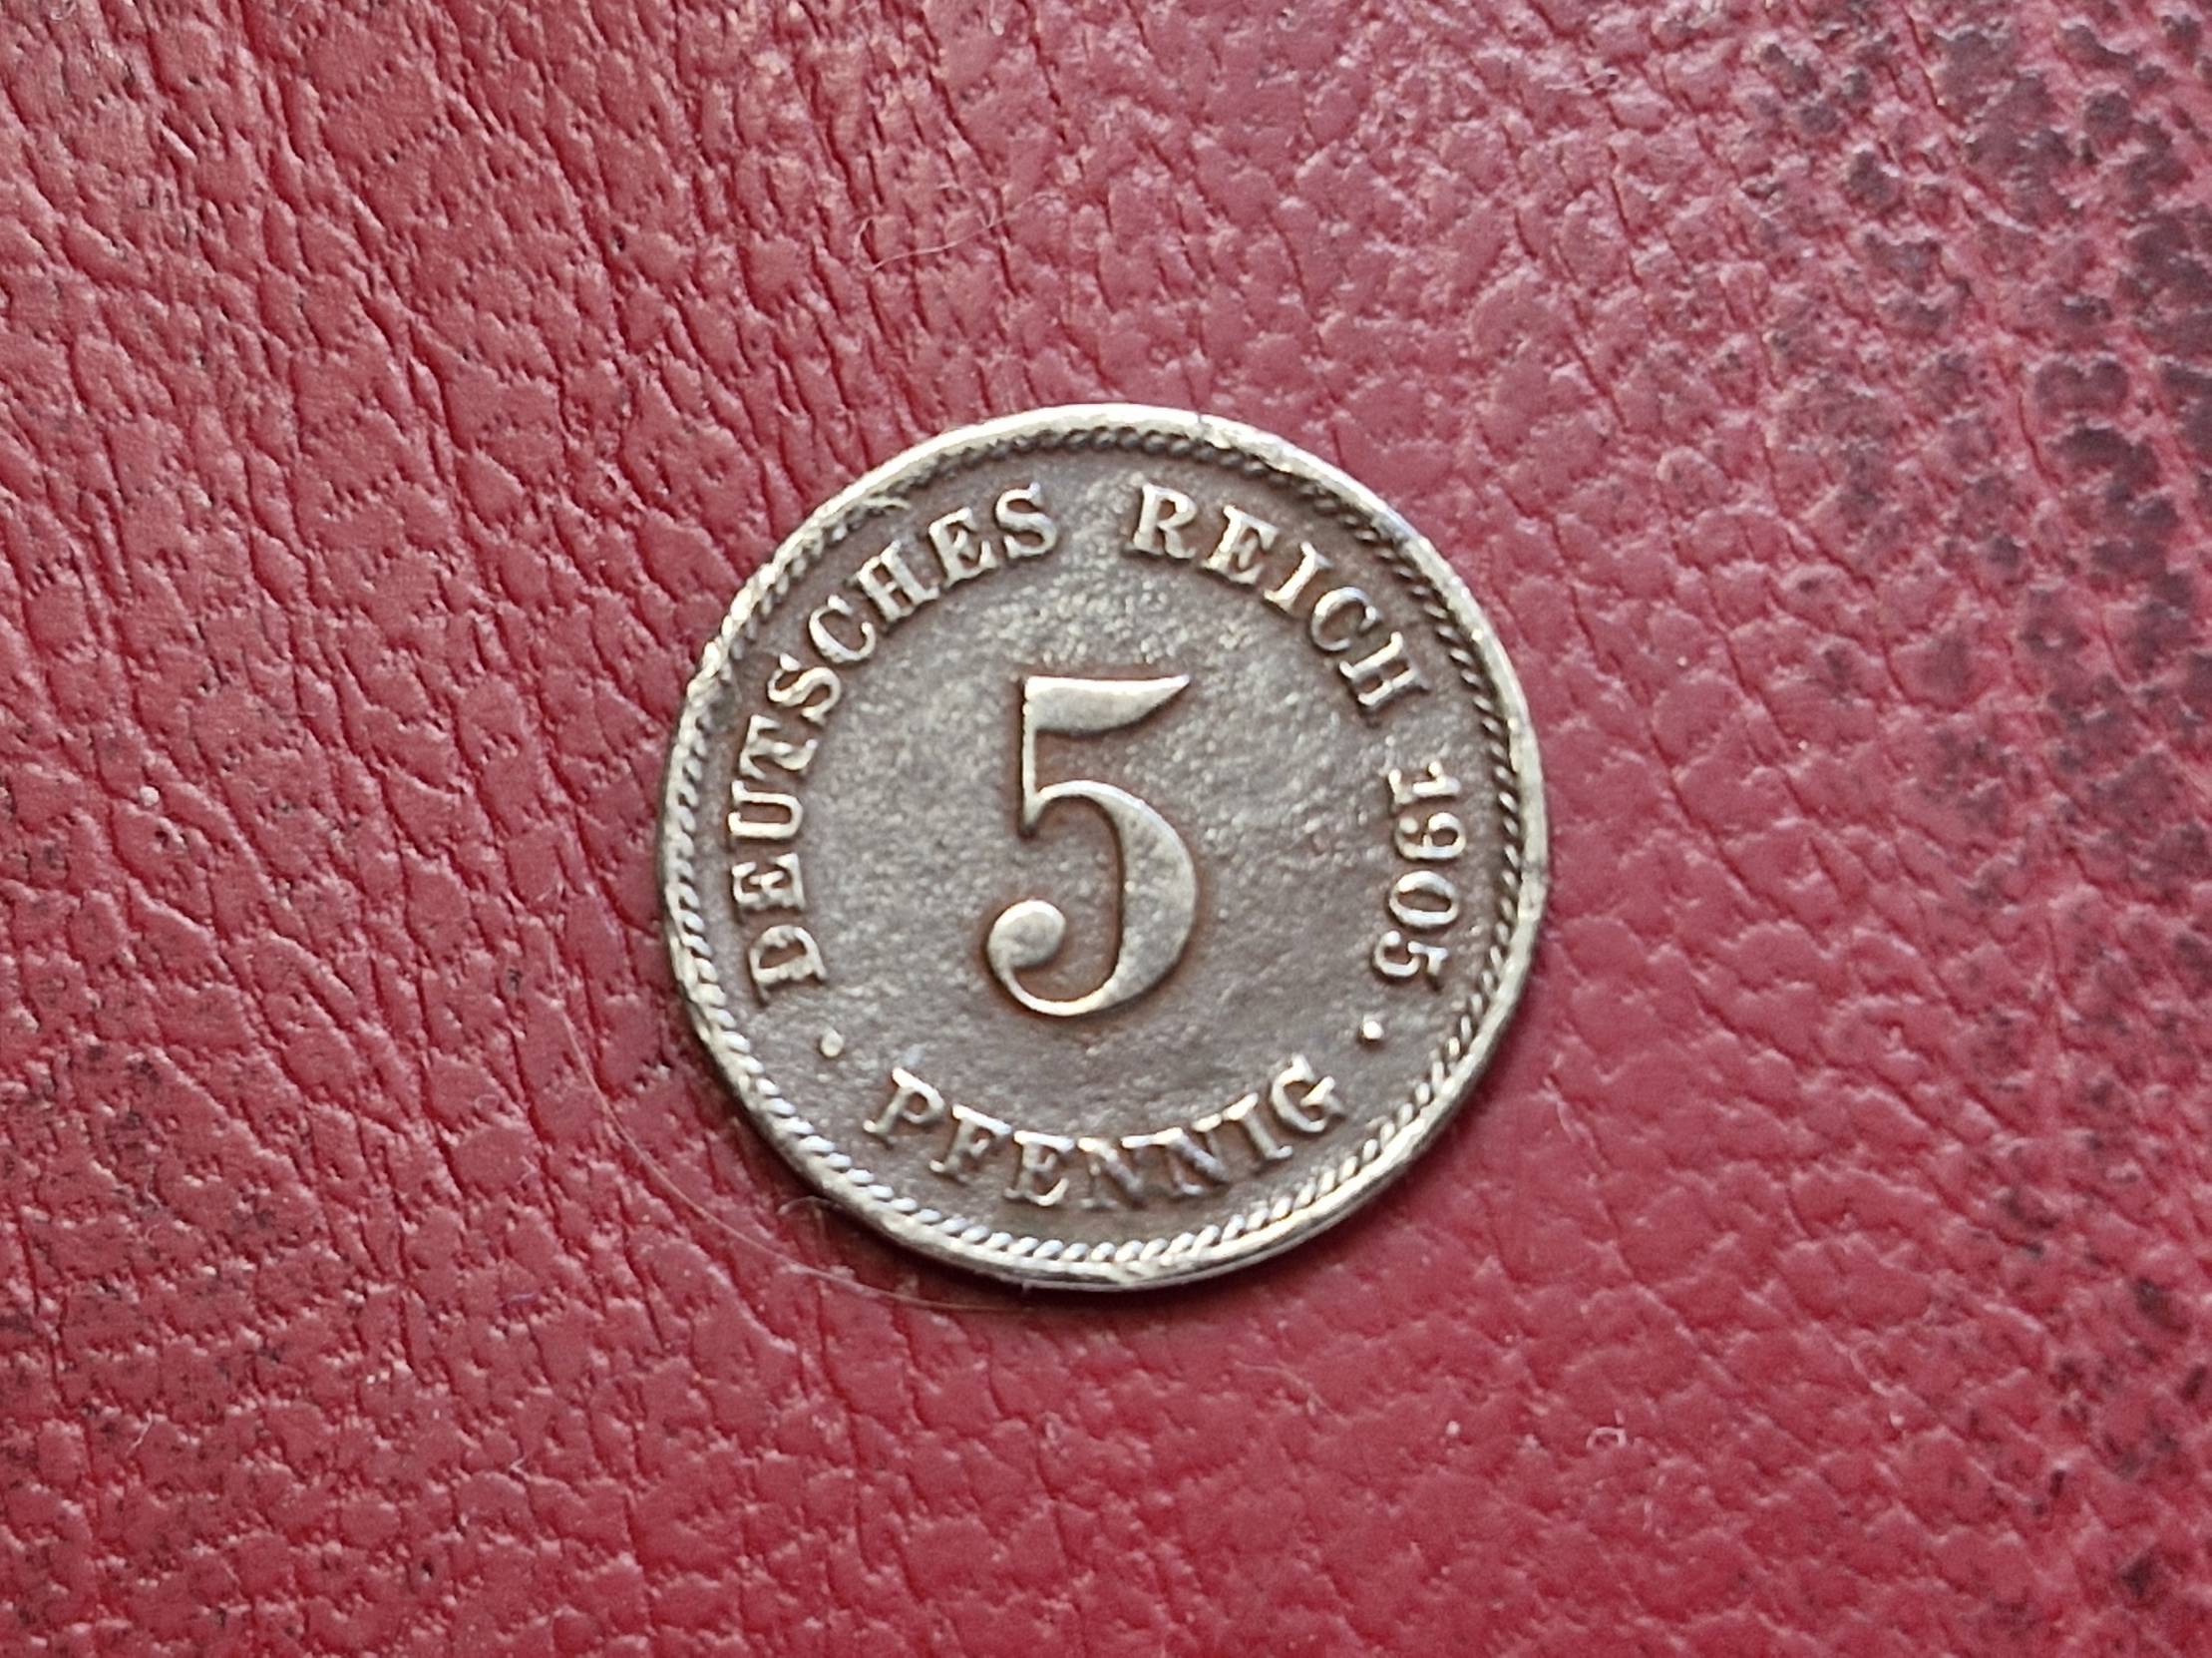 DEUTSCHES REICH 1905
5
· PFENNIG ·